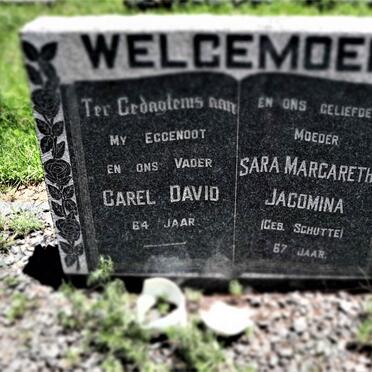 WELGEMOED
Ter Gedagtenis aan
MY EGGENOOT
EN ONS VADER
CAREL DAVID
64 JAAR
EN ONS GELIEFDE
MOEDER
SARA MARGARETH
JACOMINA
(GEB. SCHUTTE)
67 JAAR.